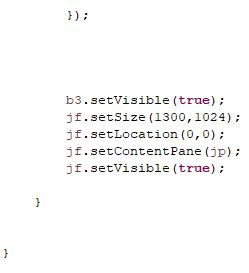 });
b3.setVisible(true);
jf.setSize(1300,1024);
jf.setLocation(0,0);
jf.setContentPane(jp);
jf.setVisible(true);
}
}